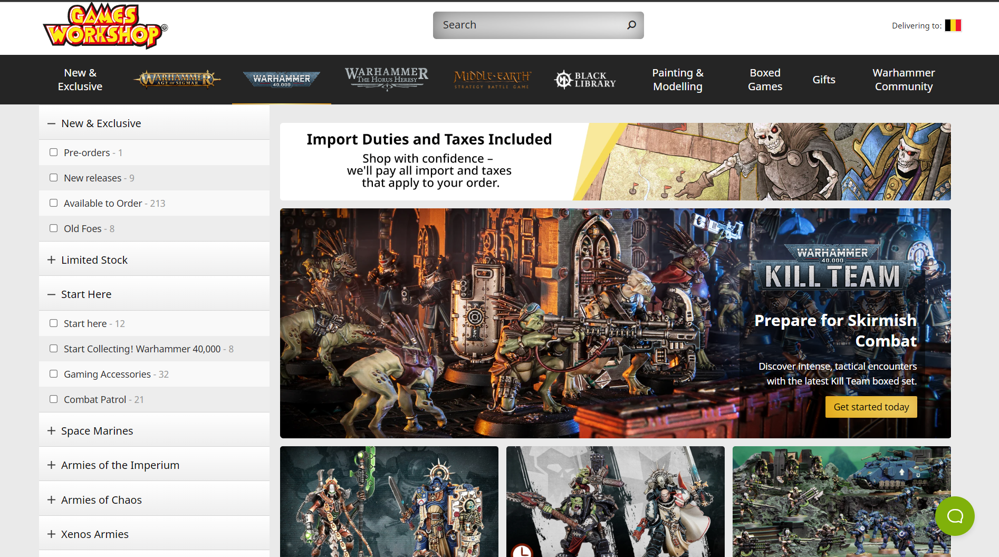 GAMES
WORKSHOP®
Search
Delivering to:
New &
Exclusive
WARHAMMER
AGE OF SIGMAR
WARHAMMER
40,000
WARHAMMER
THE HORUS HERESY
MIDDLE-EARTH
STRATEGY BATTLE GAME
BLACK
LIBRARY
Painting &
Modelling
Boxed
Games
Gifts
Warhammer
Community
New & Exclusive
Pre-orders - 1
New releases - 9
Available to Order - 213
Old Foes - 8
Limited Stock
Start Here
Start here - 12
Start Collecting! Warhammer 40,000 - 8
Gaming Accessories - 32
Combat Patrol - 21
Space Marines
Armies of the Imperium
Armies of Chaos
Xenos Armies
Import Duties and Taxes Included
Shop with confidence –
we'll pay all import and taxes
that apply to your order.
WARHAMMER
40,000
KILL TEAM
Prepare for Skirmish
Combat
Discover intense, tactical encounters
with the latest Kill Team boxed set.
Get started today